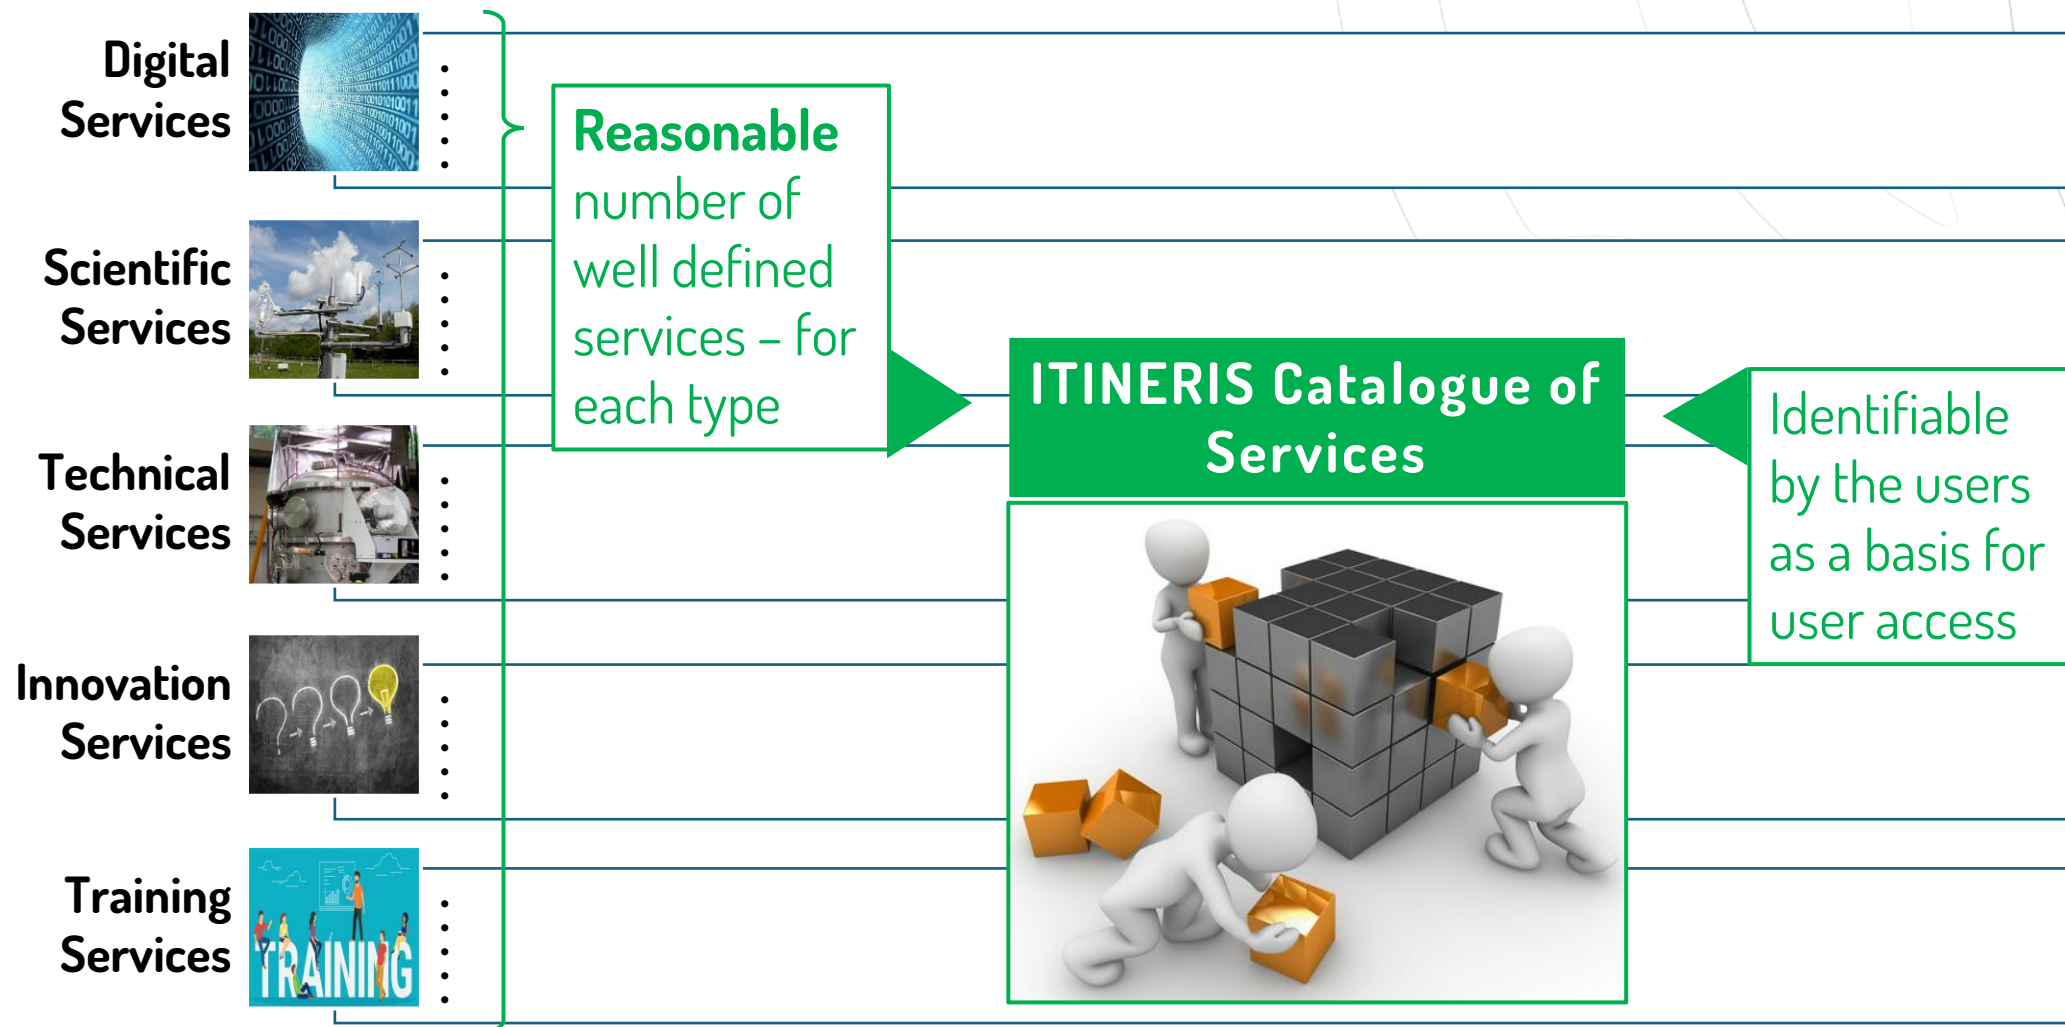 Digital
Services
Reasonable
number of
well defined
services – for
each type
Scientific
Services
ITINERIS Catalogue of
Services
Identifiable
by the users
as a basis for
user access
Technical
Services
Innovation
Services
Training
Services
TRAINING